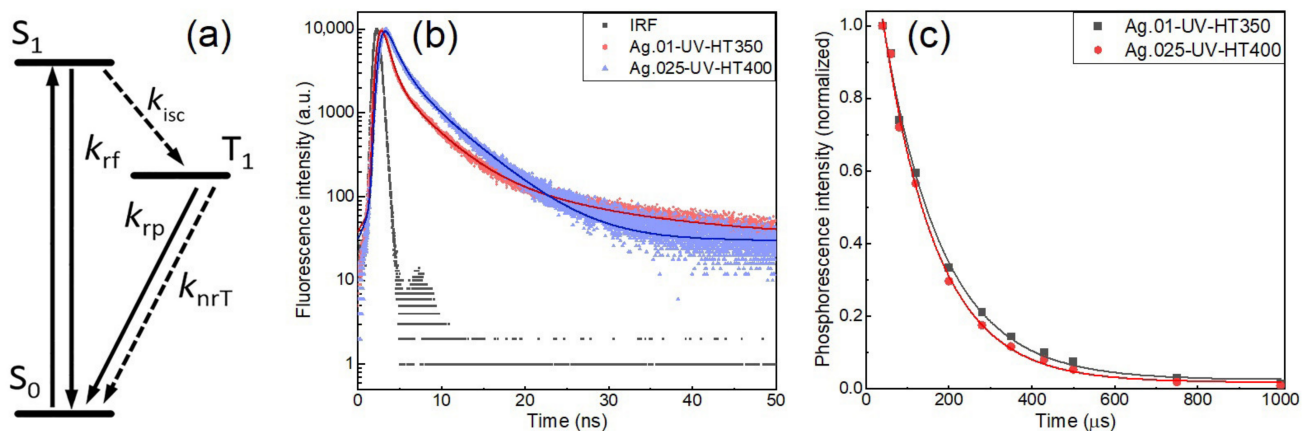 (a)
S1
kisc
krf
T1
krp
knrT
S0
(b)
IRF
Ag.01-UV-HT350
Ag.025-UV-HT400
Fluorescence intensity (a.u.)
10,000
1000
100
10
1
0 10 20 30 40 50
Time (ns)
(c)
Ag.01-UV-HT350
Ag.025-UV-HT400
Phosphorescence intensity (normalized)
1.0
0.8
0.6
0.4
0.2
0.0
0 200 400 600 800 1000
Time (μs)